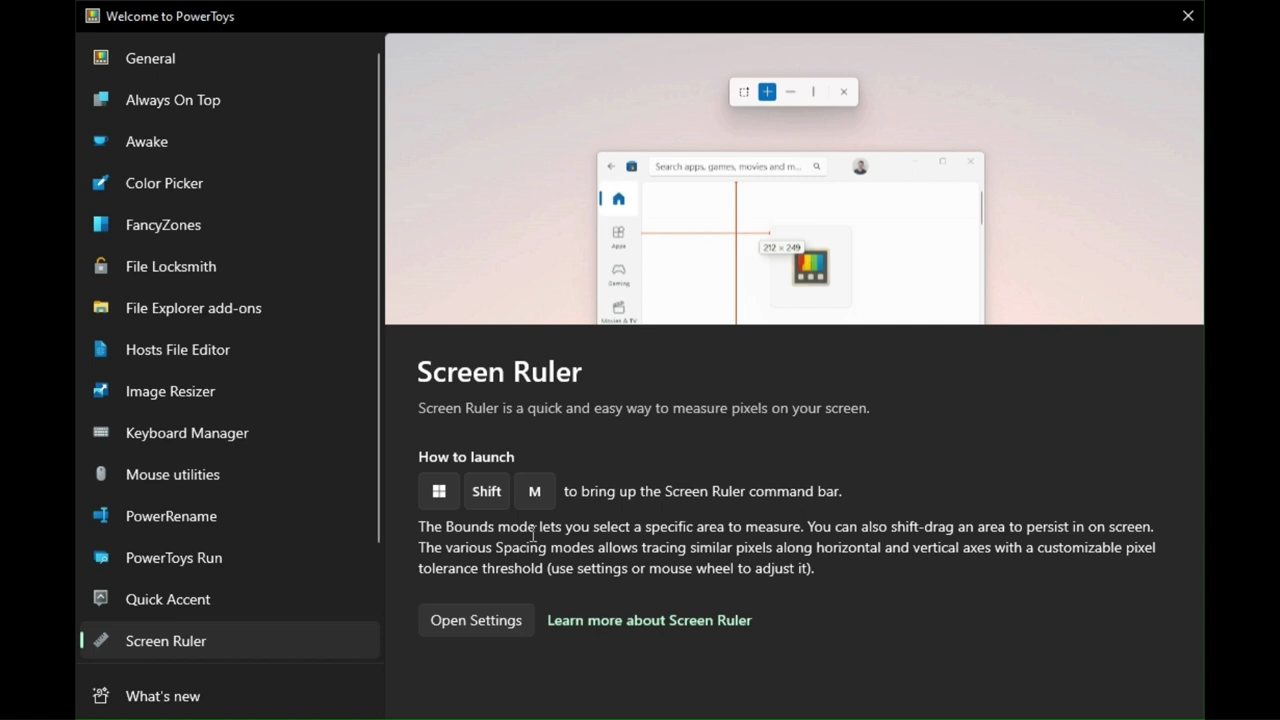 Welcome to PowerToys
General
Always On Top
Awake
Color Picker
FancyZones
File Locksmith
File Explorer add-ons
Hosts File Editor
Image Resizer
Keyboard Manager
Mouse utilities
PowerRename
PowerToys Run
Quick Accent
Screen Ruler
What's new
Search apps, games, movies and m...
Apps
Gaming
Movies & TV
212 × 249
Screen Ruler
Screen Ruler is a quick and easy way to measure pixels on your screen.
How to launch
Shift M to bring up the Screen Ruler command bar.
The Bounds mode lets you select a specific area to measure. You can also shift-drag an area to persist in on screen.
The various Spacing modes allows tracing similar pixels along horizontal and vertical axes with a customizable pixel
tolerance threshold (use settings or mouse wheel to adjust it).
Open Settings Learn more about Screen Ruler